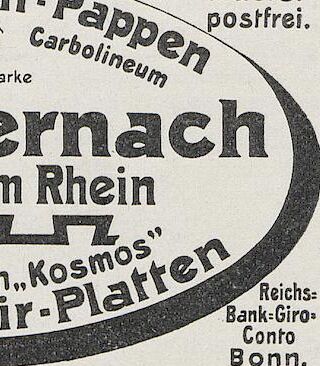 postfrei.
Pappen
Carbolineum
arke
ernach
m Rhein
n „Kosmos”
ir-Platten
Reichs=
Bank-Giro=
Conto
Bonn.